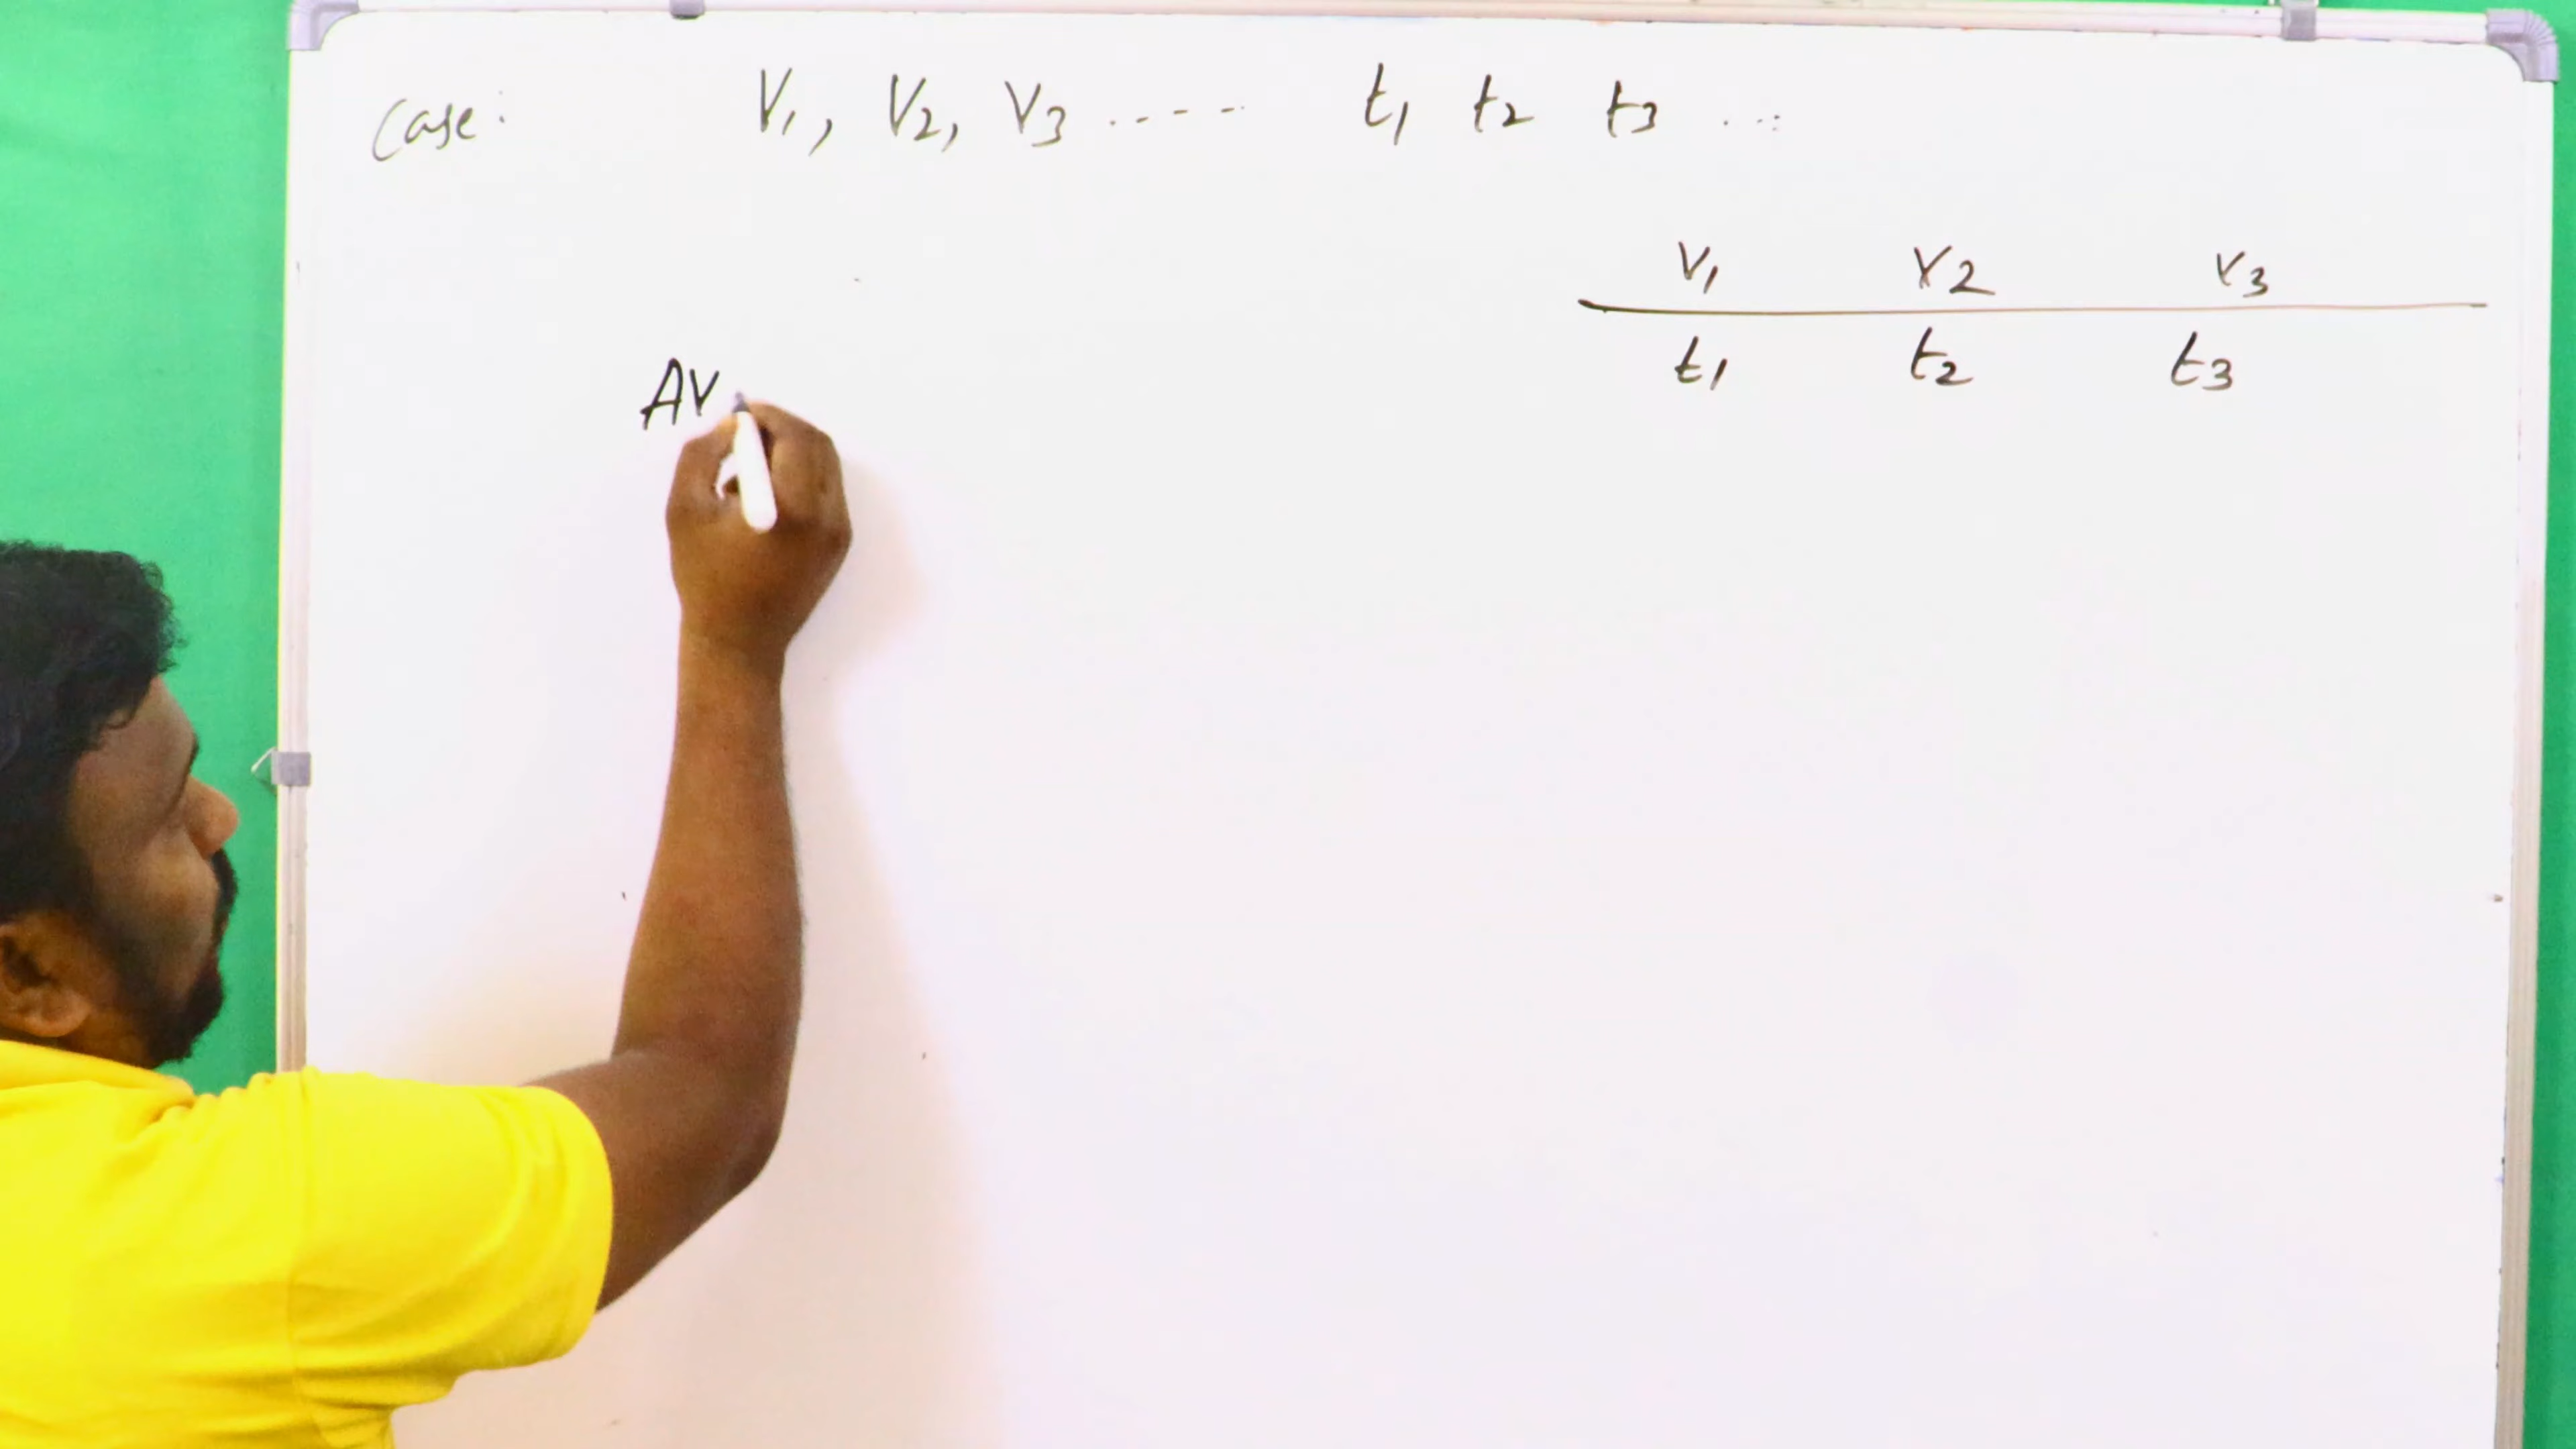 Case: V1, V2, V3 ..... t1 t2 t3 ...
V1 V2 V3
t1 t2 t3
AV